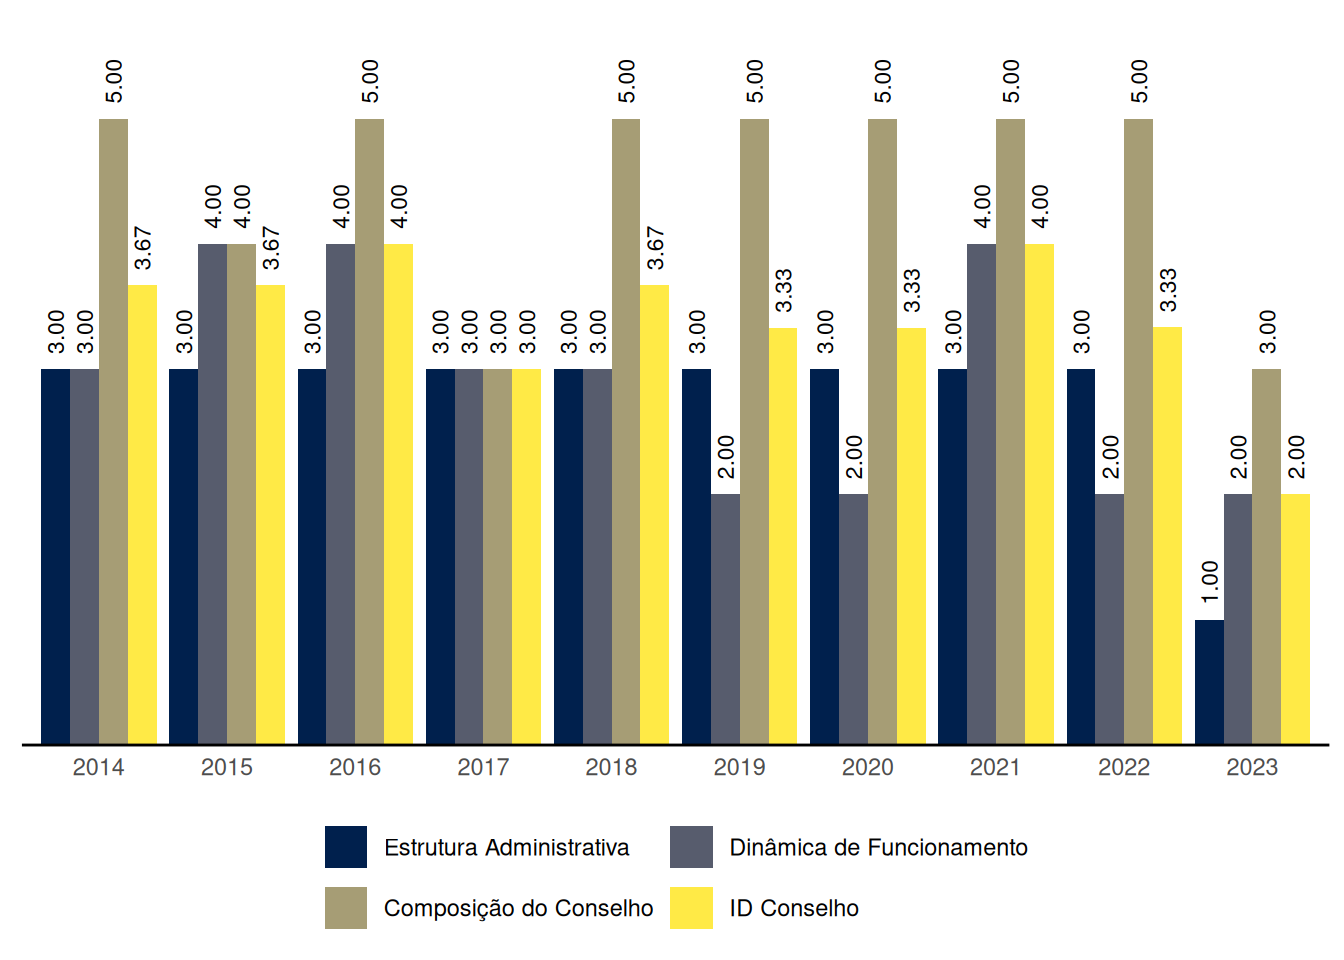 5.00 5.00 5.00 5.00 5.00 5.00 5.00
4.00 4.00 4.00 4.00 4.00 4.00
3.67 3.67 3.67
3.33 3.33 3.33
3.00 3.00 3.00 3.00 3.00 3.00 3.00 3.00 3.00 3.00 3.00 3.00 3.00 3.00 3.00 3.00
2.00 2.00 2.00 2.00 2.00
1.00
2014 2015 2016 2017 2018 2019 2020 2021 2022 2023
Estrutura Administrativa Dinâmica de Funcionamento
Composição do Conselho ID Conselho